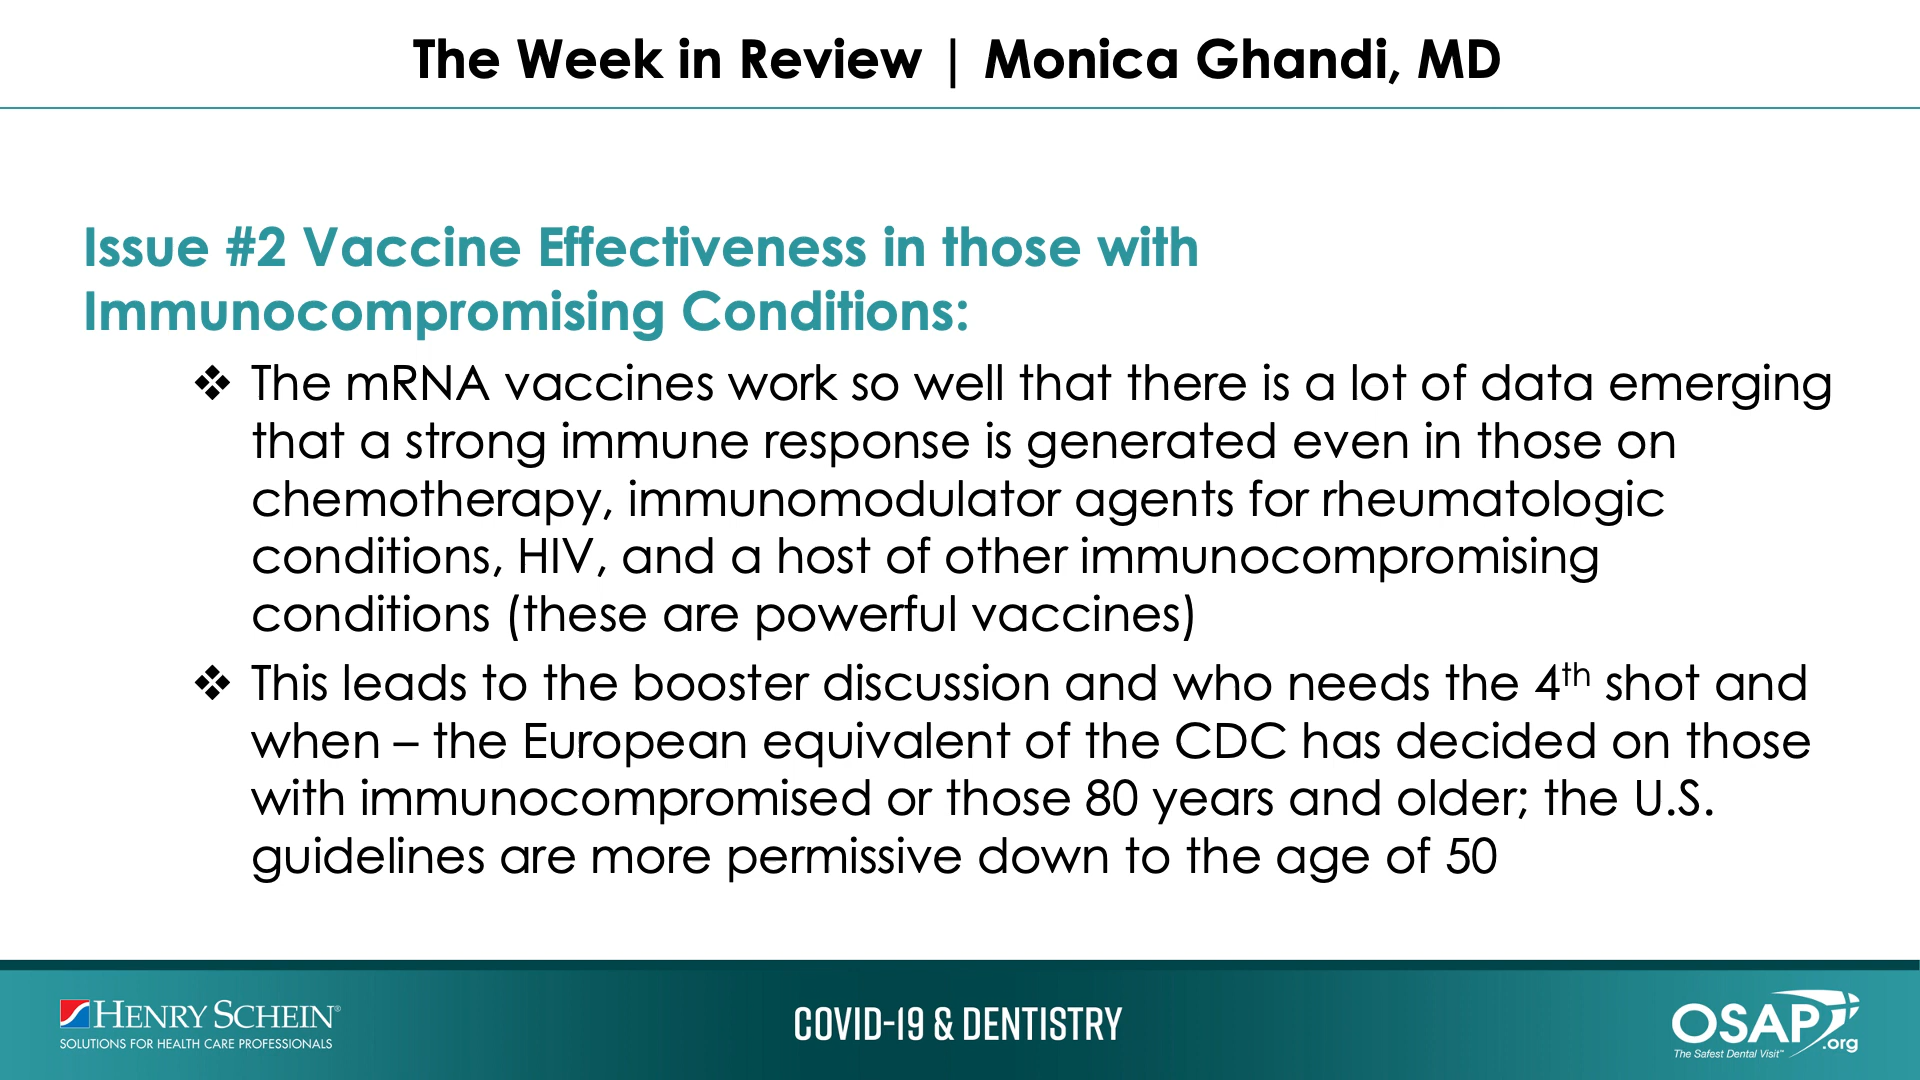 The Week in Review | Monica Ghandi, MD
Issue #2 Vaccine Effectiveness in those with
Immunocompromising Conditions:
❖ The mRNA vaccines work so well that there is a lot of data emerging
that a strong immune response is generated even in those on
chemotherapy, immunomodulator agents for rheumatologic
conditions, HIV, and a host of other immunocompromising
conditions (these are powerful vaccines)
❖ This leads to the booster discussion and who needs the 4th shot and
when – the European equivalent of the CDC has decided on those
with immunocompromised or those 80 years and older; the U.S.
guidelines are more permissive down to the age of 50
HENRY SCHEIN®
SOLUTIONS FOR HEALTH CARE PROFESSIONALS
COVID-19 & DENTISTRY
OSAP
.org
The Safest Dental Visit™